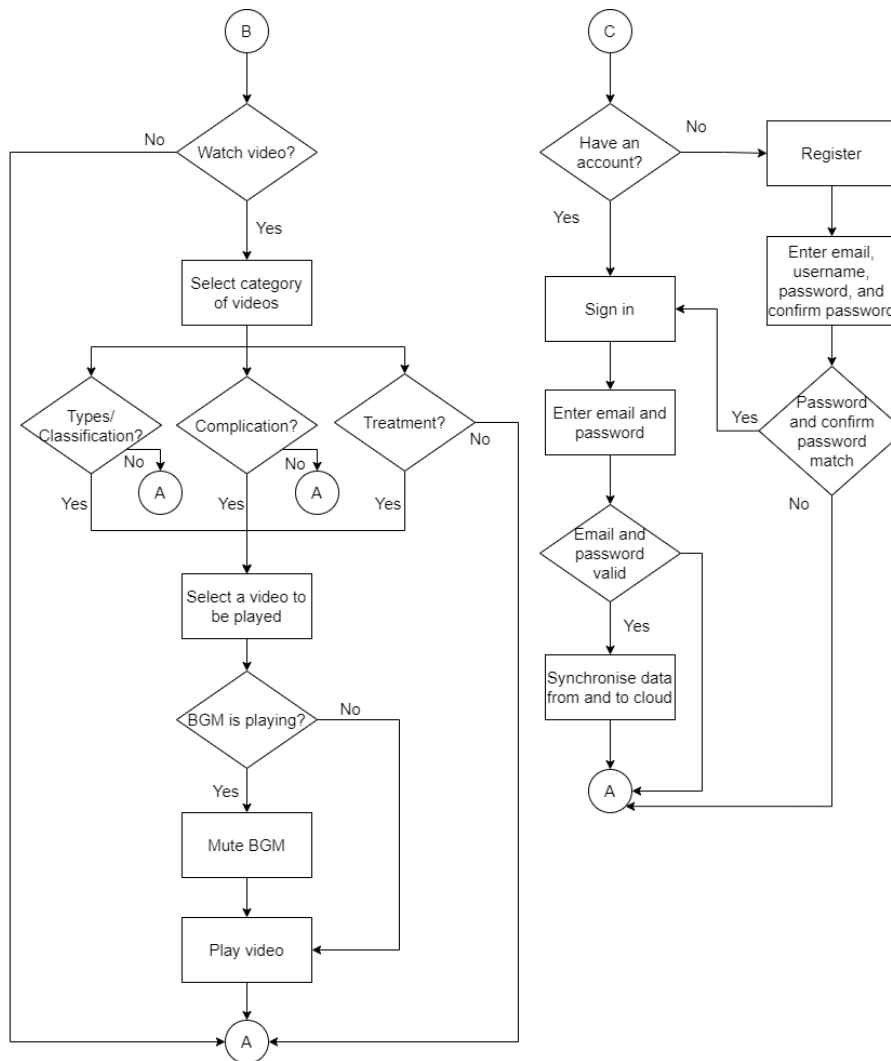 B
No
Watch video?
Yes
Select category
of videos
Types/
Classification?
No
A
Yes
Complication?
No
A
Yes
Treatment?
No
Yes
Select a video to
be played
BGM is playing?
No
Yes
Mute BGM
Play video
A
C
Have an
account?
No
Yes
Register
Enter email,
username,
password, and
confirm password
Sign in
Password
and confirm
password
match
Yes
No
Enter email and
password
Email and
password
valid
Yes
Synchronise data
from and to cloud
A